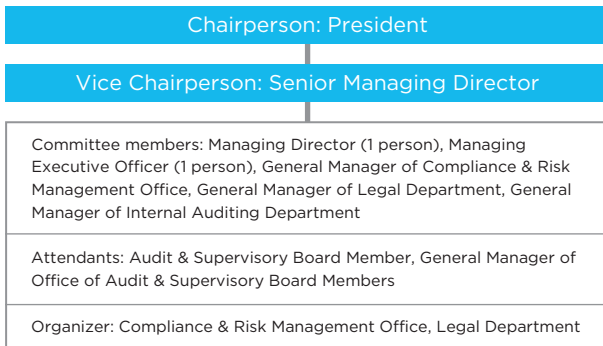 Chairperson: President
Vice Chairperson: Senior Managing Director
Committee members: Managing Director (1 person), Managing
Executive Officer (1 person), General Manager of Compliance & Risk
Management Office, General Manager of Legal Department, General
Manager of Internal Auditing Department
Attendants: Audit & Supervisory Board Member, General Manager of
Office of Audit & Supervisory Board Members
Organizer: Compliance & Risk Management Office, Legal Department